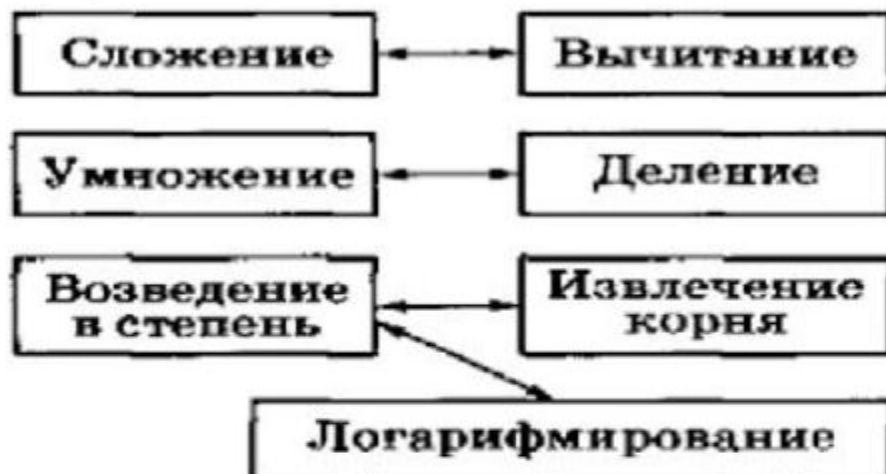 Сложение
Вычитание
Умножение
Деление
Возведение
в степень
Извлечение
корня
Логарифмирование